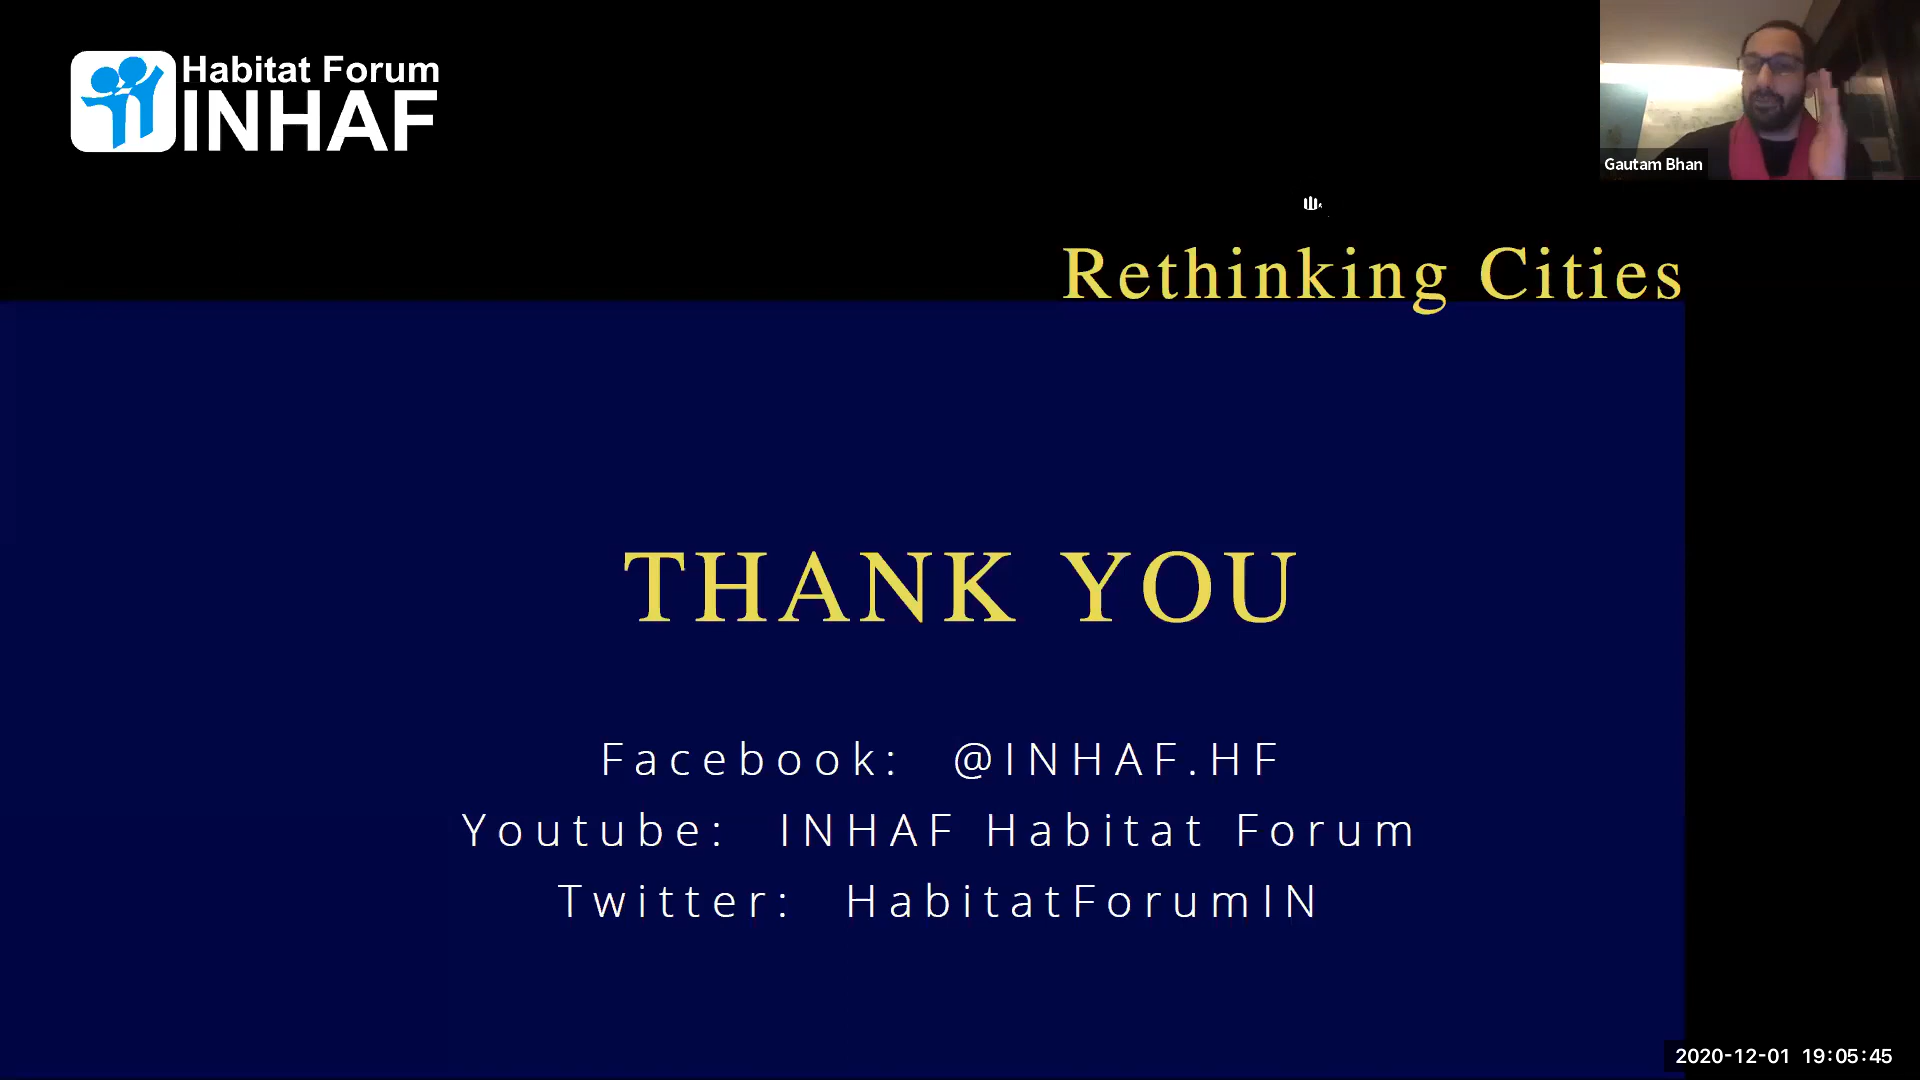 Habitat Forum
INHAF
Gautam Bhan
Rethinking Cities
THANK YOU
Facebook: @INHAF.HF
Youtube: INHAF Habitat Forum
Twitter: HabitatForumIN
2020-12-01 19:05:45